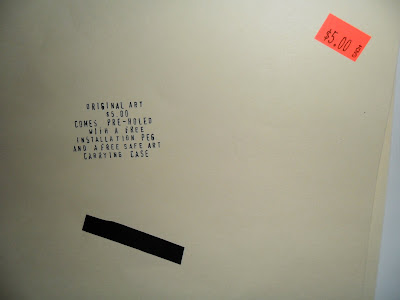 $5.00
ORIGINAL ART
$5.00
COMES PRE-HOLED
WITH A FREE
INSTALLATION PEG
AND A FREE SAFE ART
CARRYING CASE